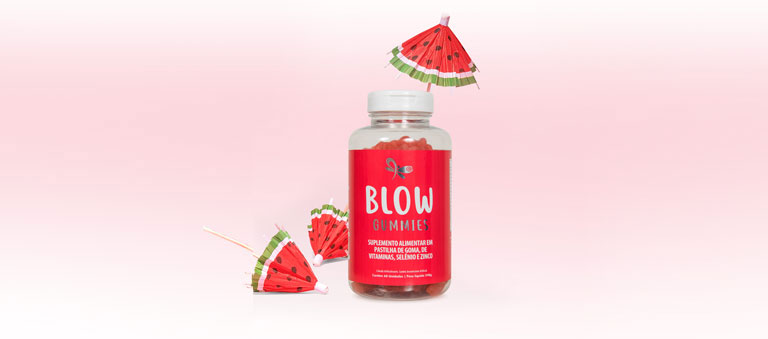 BLOW
GUMMIES
SUPLEMENTO ALIMENTAR EM
PASTILHA DE GOMA, DE
VITAMINAS, SELÊNIO E ZINCO